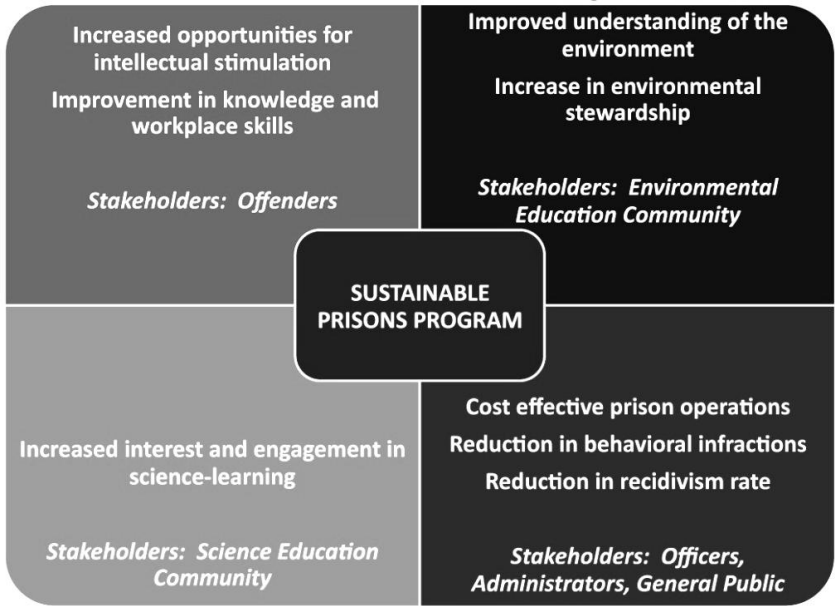 Increased opportunities for
intellectual stimulation
Improvement in knowledge and
workplace skills
Stakeholders: Offenders
Improved understanding of the
environment
Increase in environmental
stewardship
Stakeholders: Environmental
Education Community
SUSTAINABLE
PRISONS PROGRAM
Increased interest and engagement in
science-learning
Stakeholders: Science Education
Community
Cost effective prison operations
Reduction in behavioral infractions
Reduction in recidivism rate
Stakeholders: Officers,
Administrators, General Public